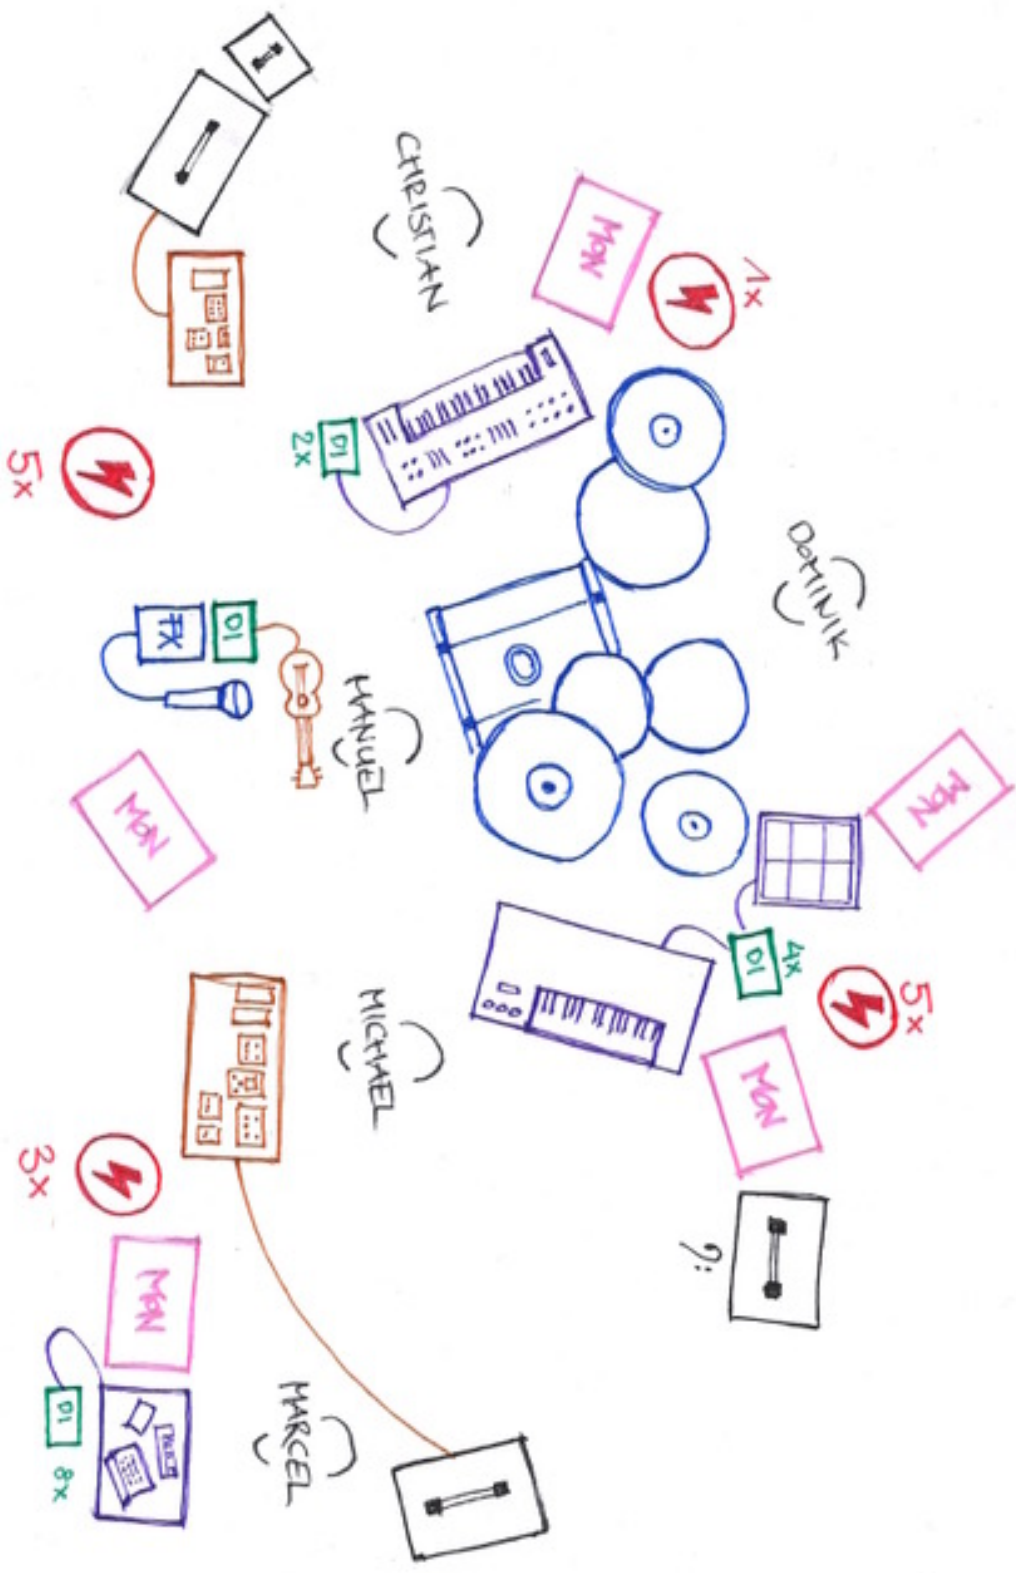 MON
5x
DOMINIK
4x
DI
MON
1x
MON
CHRISTIAN
MANUEL
MICHAEL
DI
2x
MARCEL
DI
FX
MON
MON
DI 8x
5x
3x